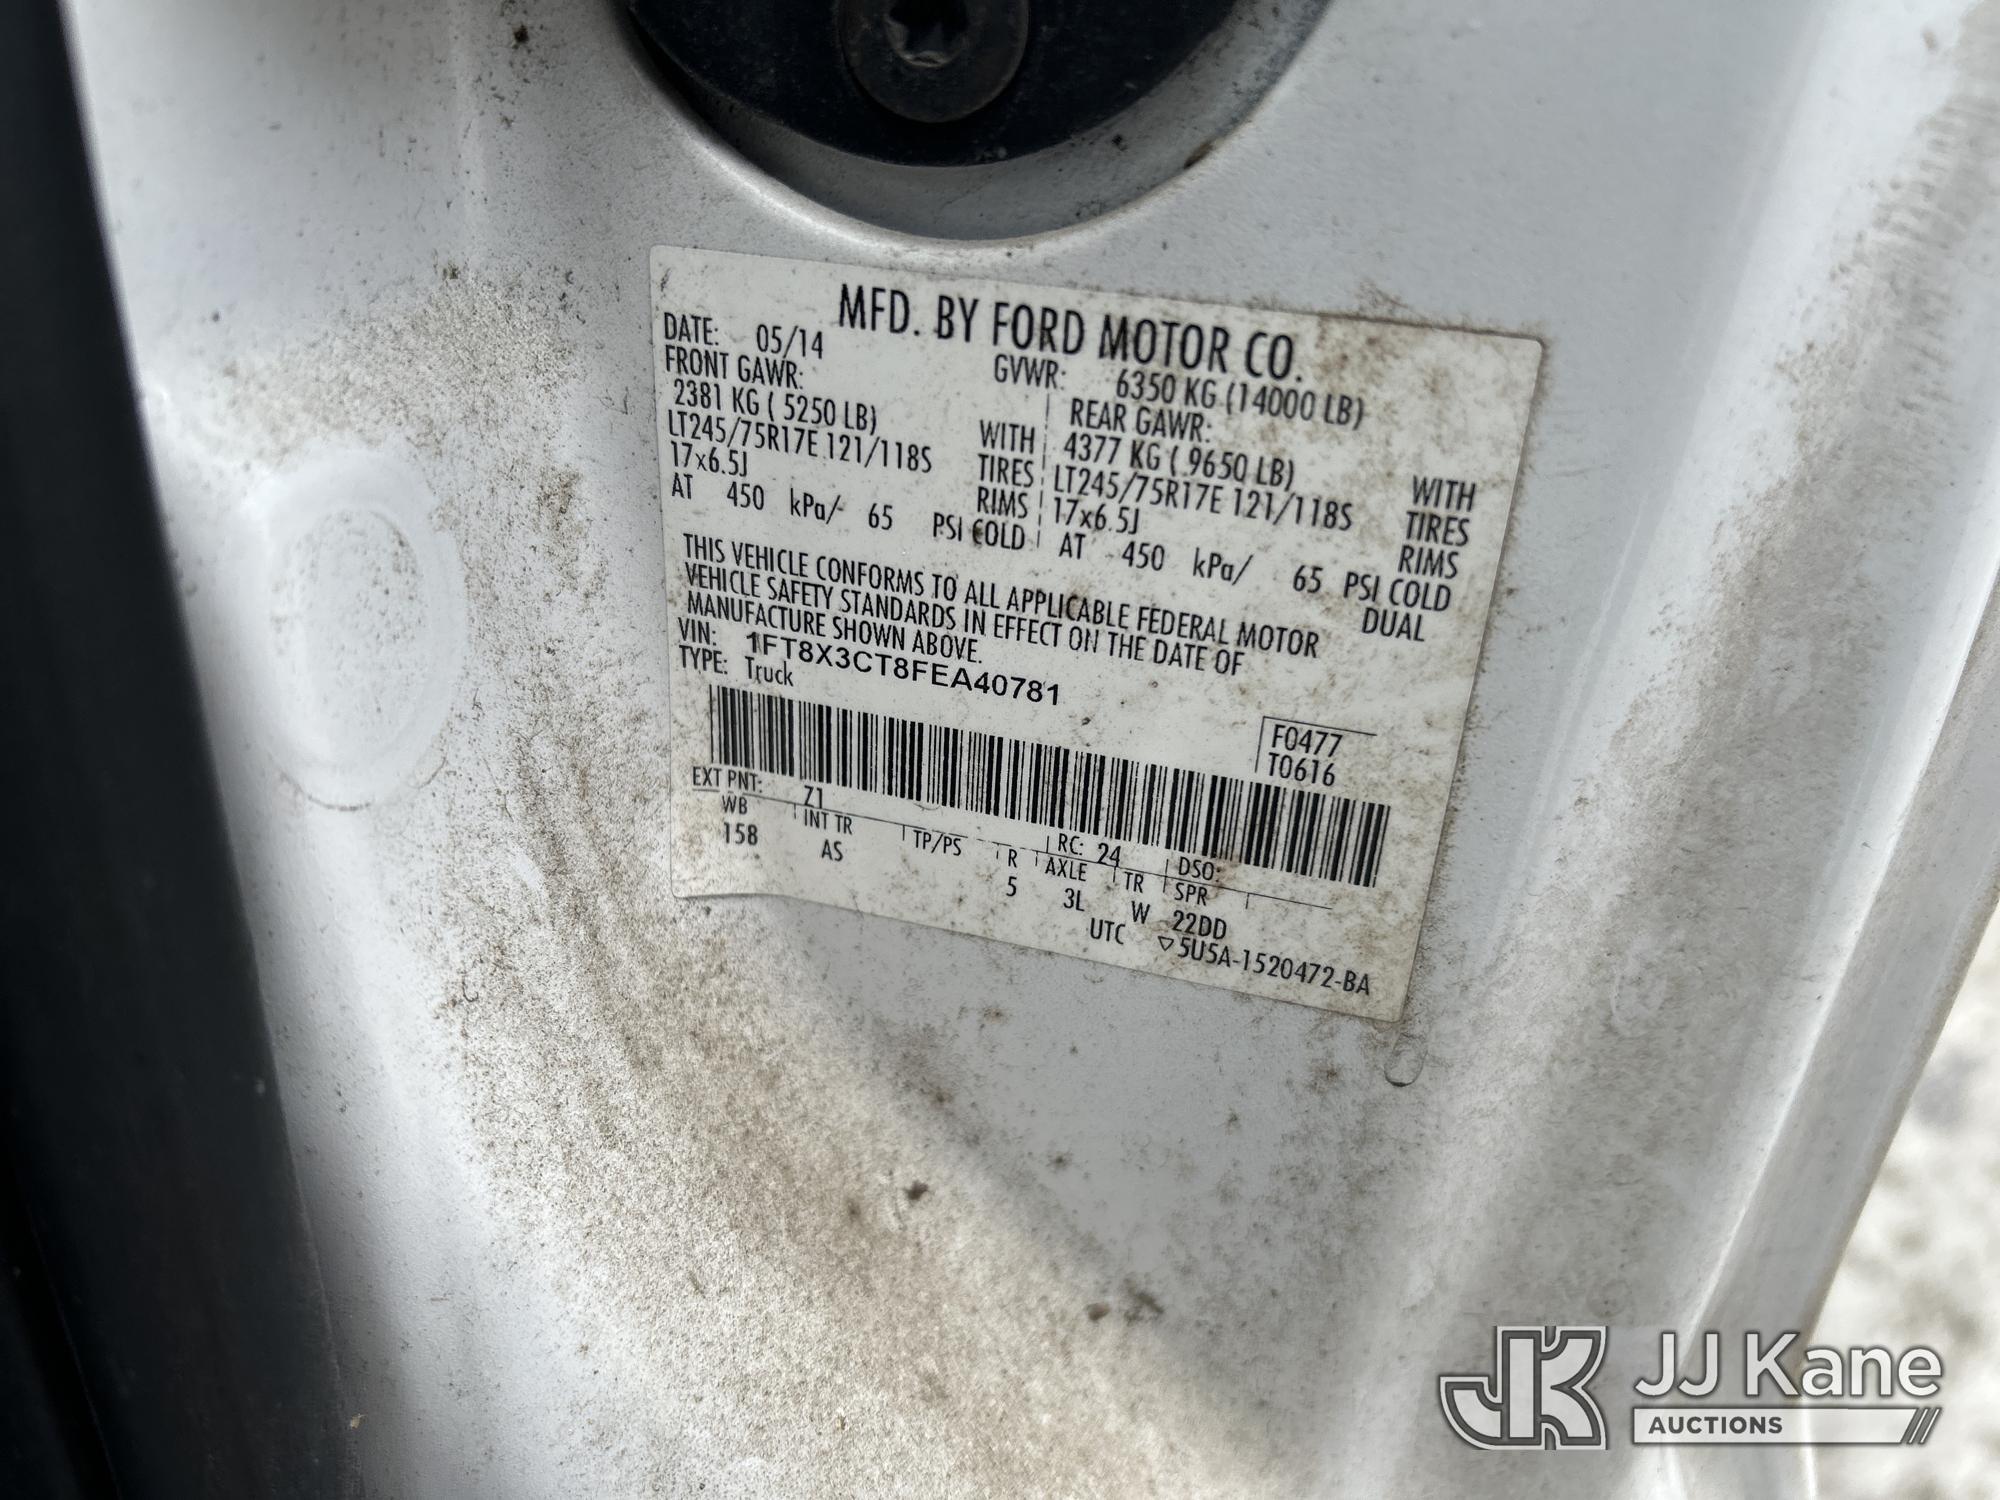 MFD. BY FORD MOTOR CO.
DATE: 05/14 GVWR: 6350 KG (14000 LB)
FRONT GAWR: REAR GAWR:
2381 KG ( 5250 LB) WITH 4377 KG ( 9650 LB) WITH
LT245/75R17E 121/118S TIRES LT245/75R17E 121/118S TIRES
17x6.5J RIMS 17x6.5J RIMS
AT 450 kPa/ 65 PSI COLD AT 450 kPa/ 65 PSI COLD
DUAL
THIS VEHICLE CONFORMS TO ALL APPLICABLE FEDERAL MOTOR
VEHICLE SAFETY STANDARDS IN EFFECT ON THE DATE OF
MANUFACTURE SHOWN ABOVE.
VIN: 1FT8X3CT8FEA40781
TYPE: Truck
F0477
T0616
EXT PNT: Z1 RC: 24 DSO:
WB INT TR TP/PS R AXLE TR SPR
158 AS 5 3L W 22DD
UTC ▽5U5A-1520472-BA
JK JJ Kane
AUCTIONS